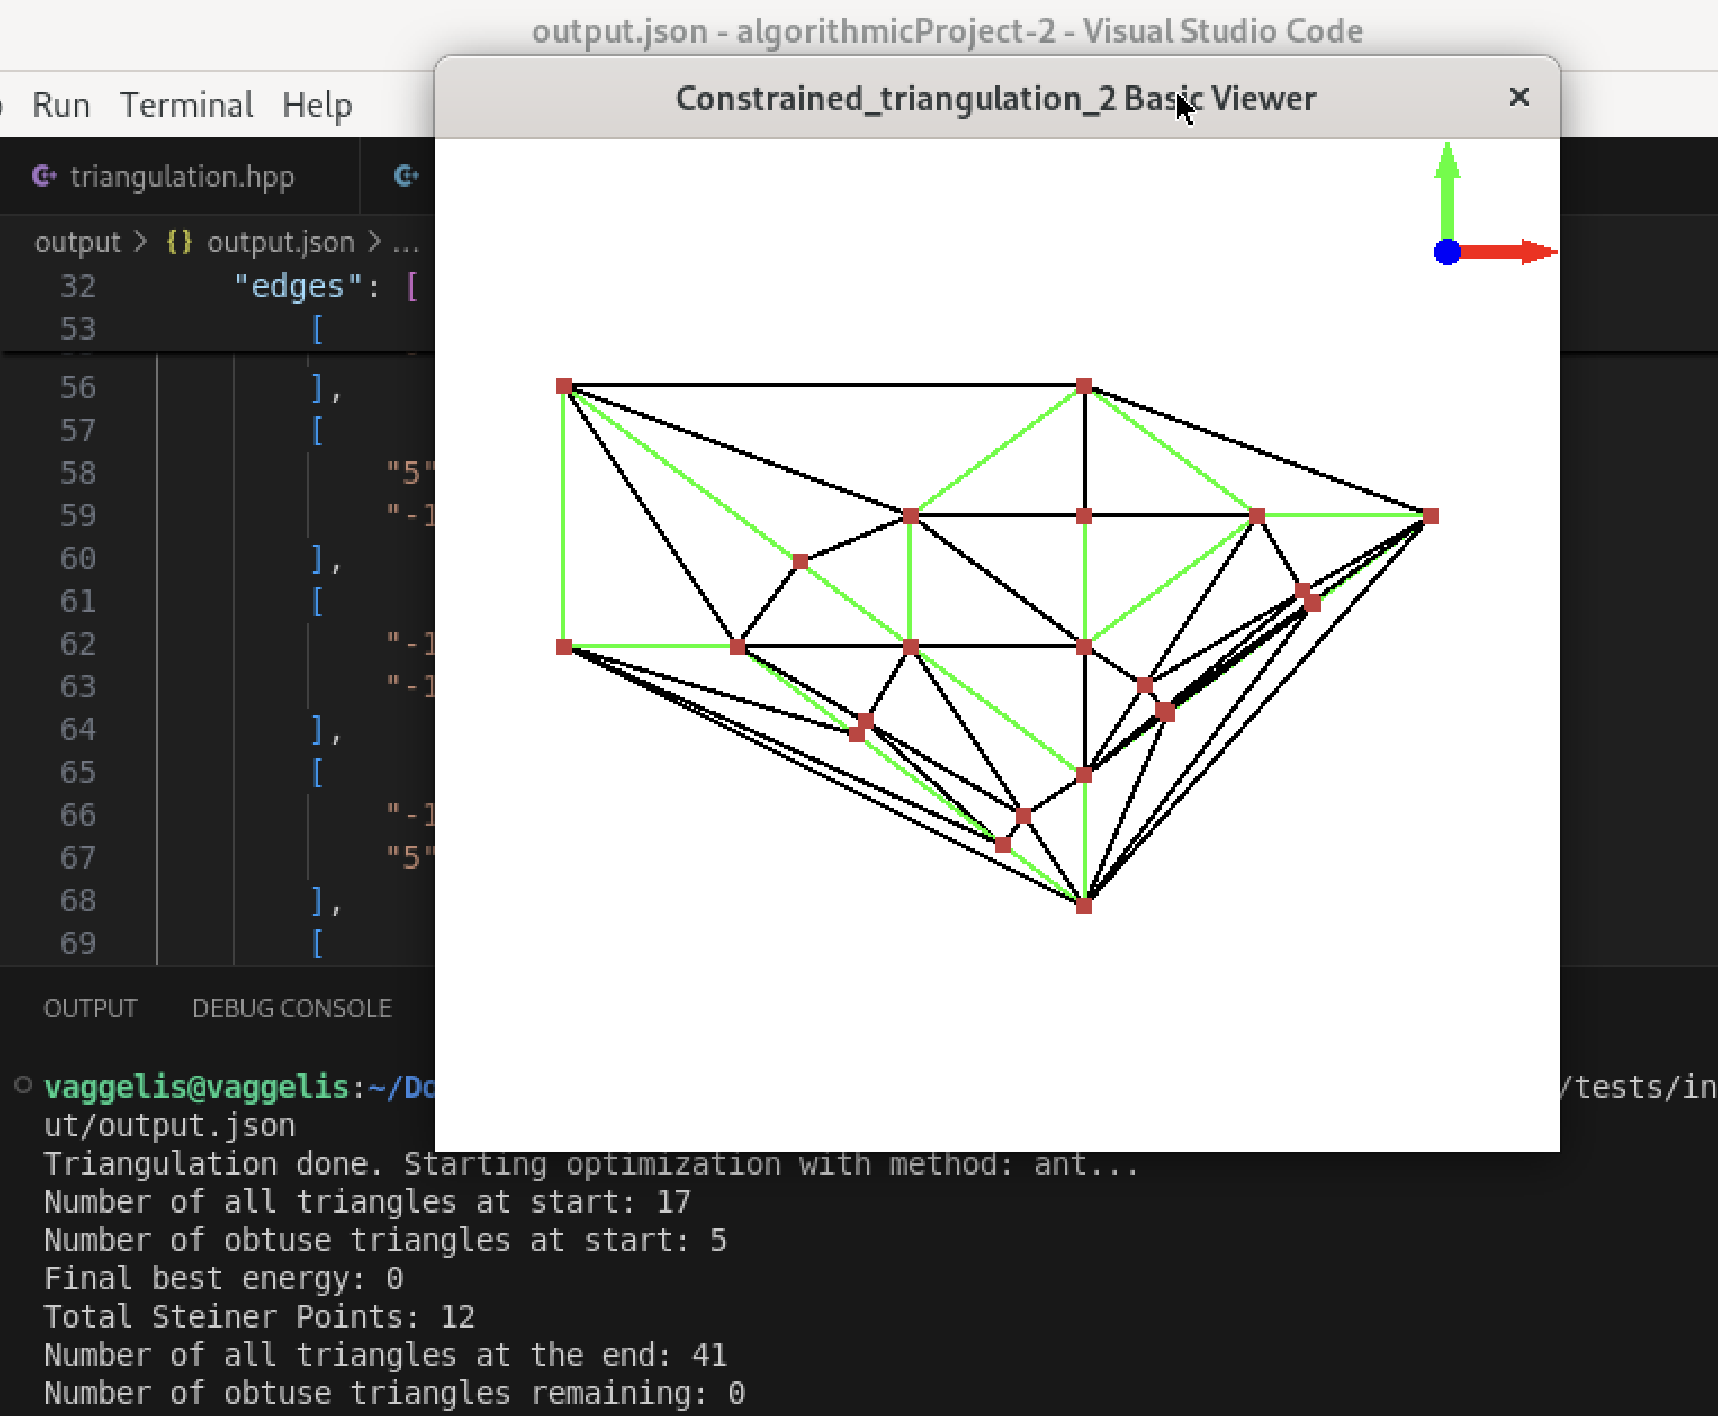 output.json - algorithmicProject-2 - Visual Studio Code
Run Terminal Help
Constrained_triangulation_2 Basic Viewer
triangulation.hpp
output > {} output.json > ...
32 "edges": [
53 [
56 ],
57 [
58 "5"
59 "-1
60 ],
61 [
62 "-1
63 "-1
64 ],
65 [
66 "-1
67 "5"
68 ],
69 [
OUTPUT DEBUG CONSOLE
vaggelis@vaggelis:~/Do /tests/in
ut/output.json
Triangulation done. Starting optimization with method: ant...
Number of all triangles at start: 17
Number of obtuse triangles at start: 5
Final best energy: 0
Total Steiner Points: 12
Number of all triangles at the end: 41
Number of obtuse triangles remaining: 0